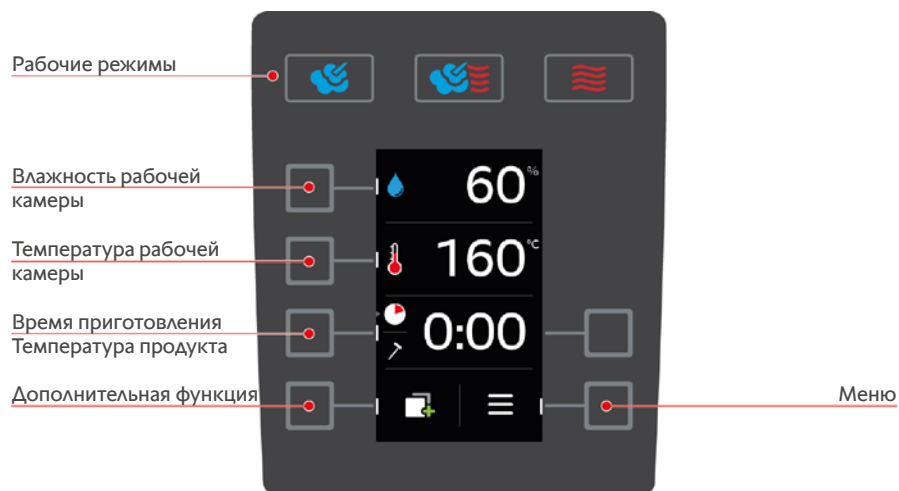 Рабочие режимы
Влажность рабочей
камеры
60%
Температура рабочей
камеры
160°C
Время приготовления
Температура продукта
0:00
Дополнительная функция
Меню